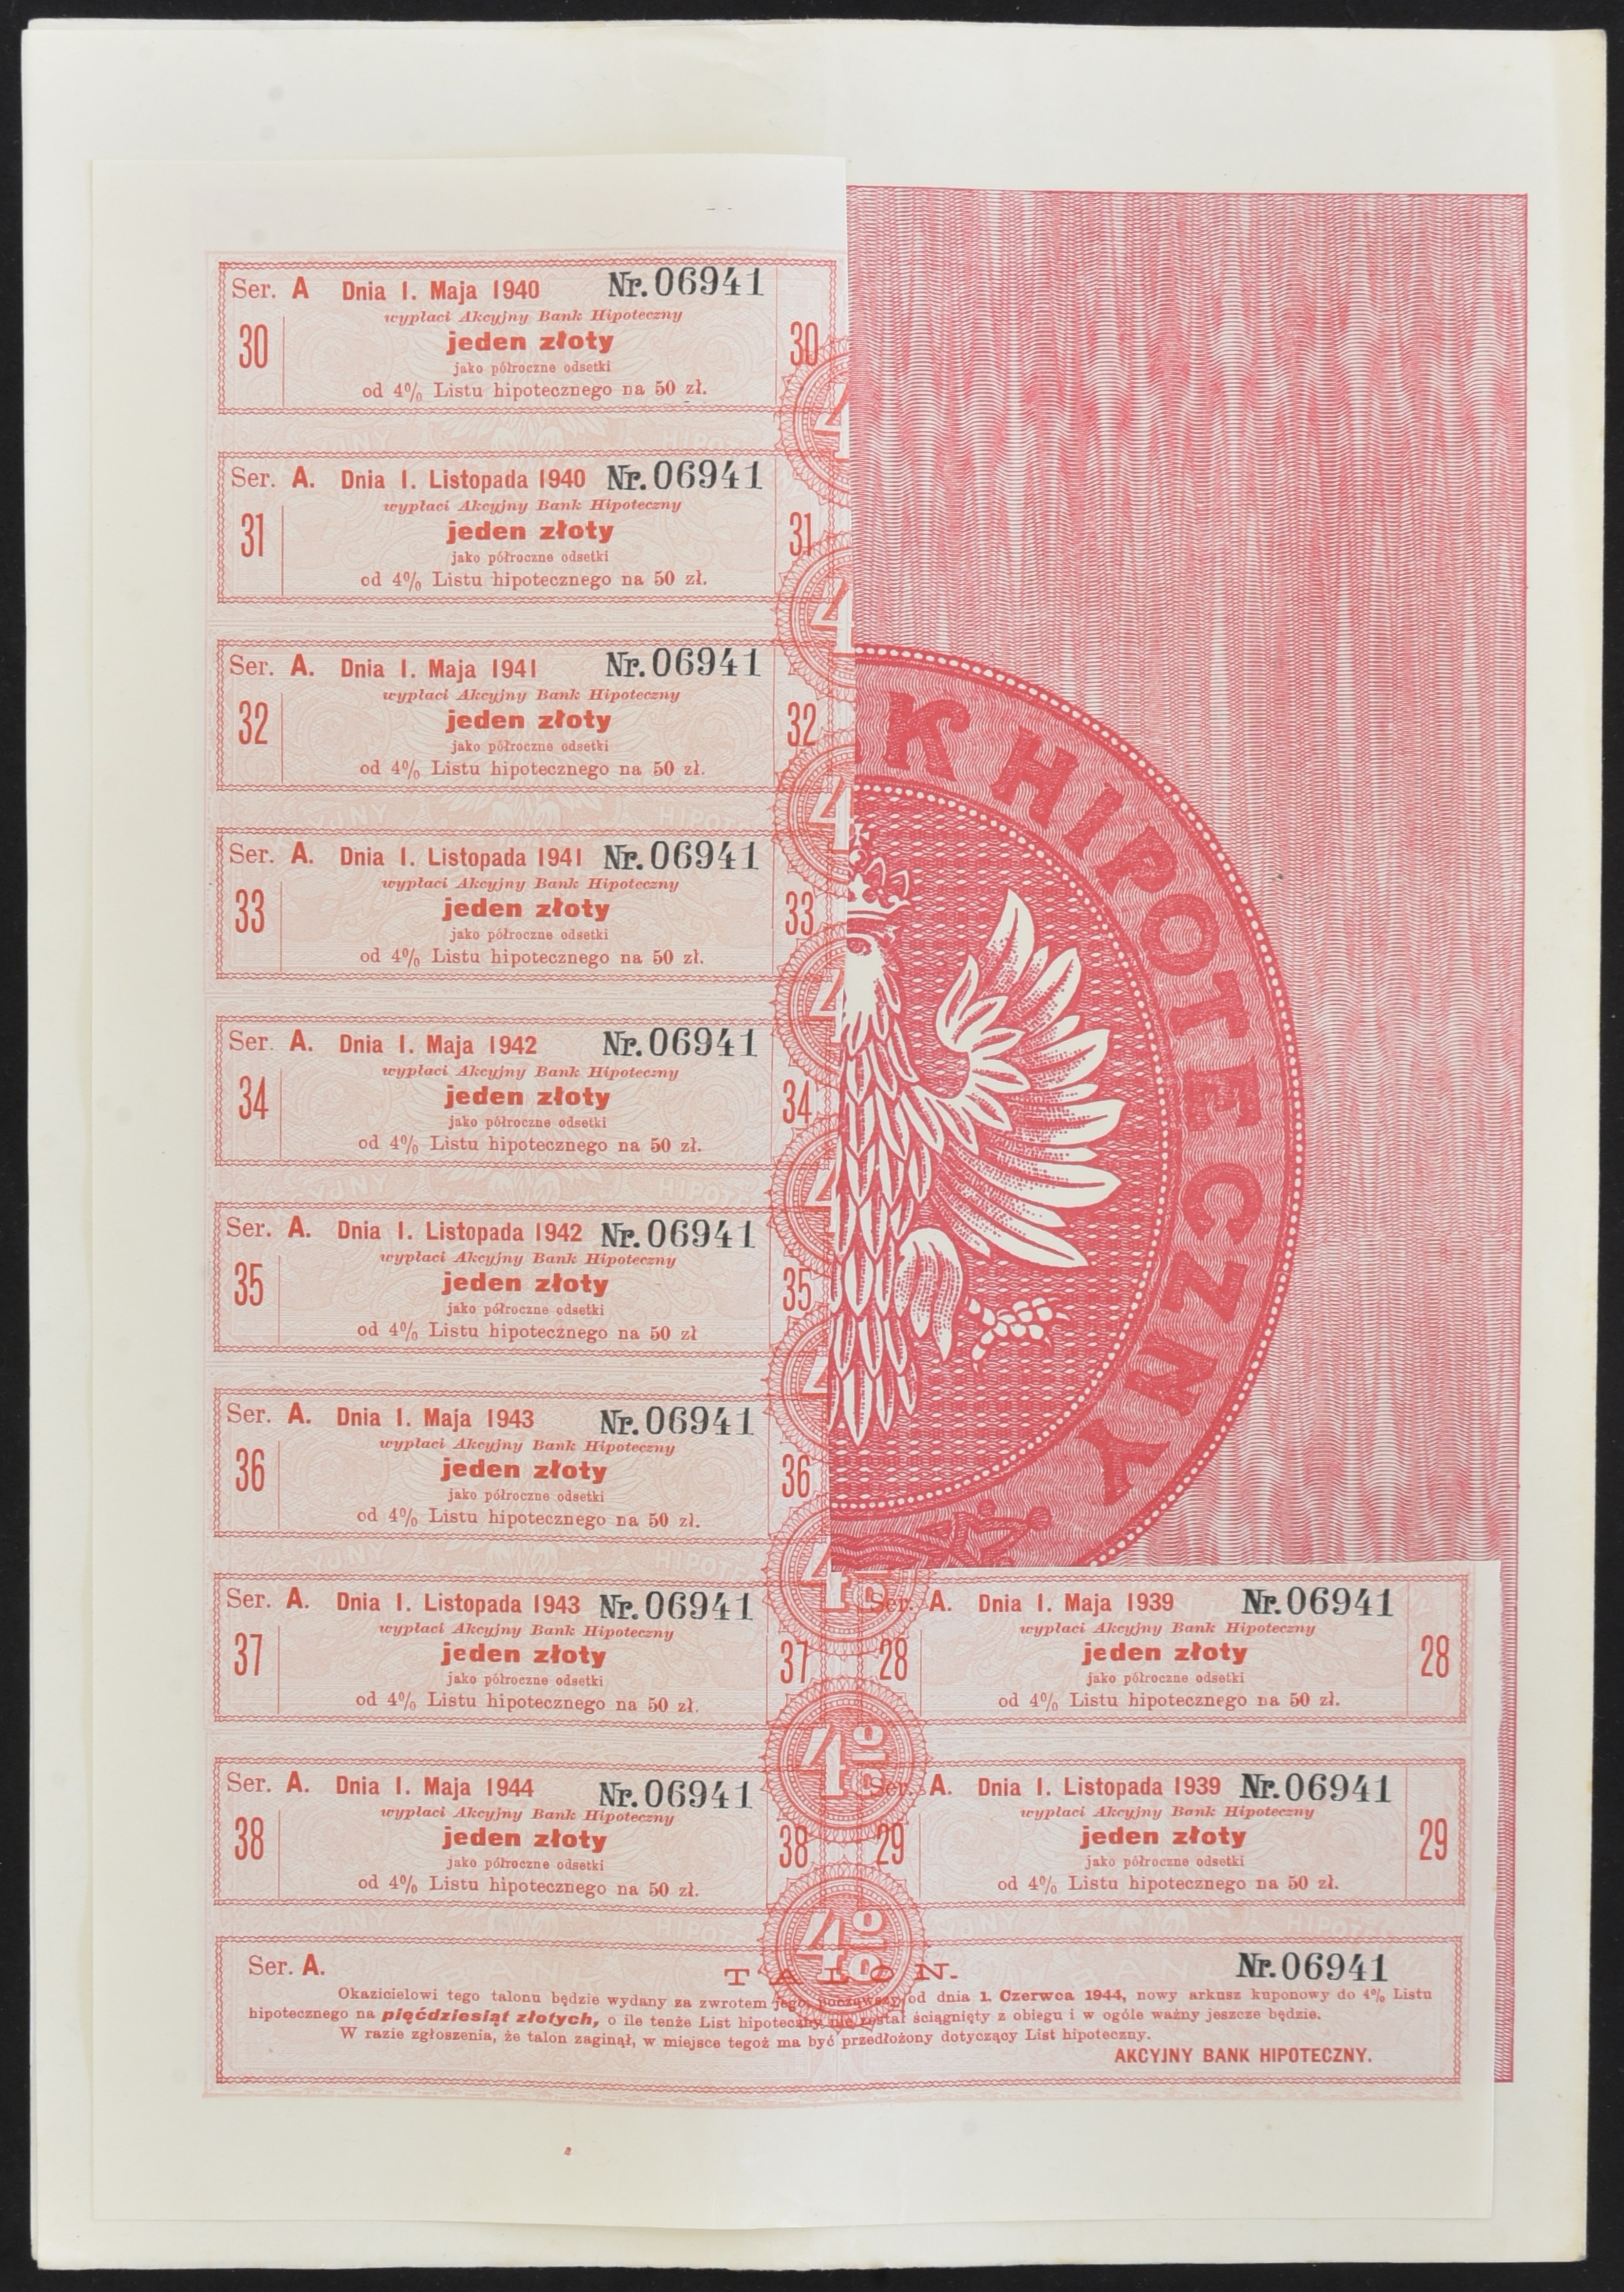 Ser. A Dnia 1. Maja 1940 Nr. 06941
wypłaci Akcyjny Bank Hipoteczny
30 jeden złoty 30
jako półroczne odsetki
od 4% Listu hipotecznego na 50 zł.
Ser. A. Dnia 1. Listopada 1940 Nr. 06941
wypłaci Akcyjny Bank Hipoteczny
31 jeden złoty 31
jako półroczne odsetki
od 4% Listu hipotecznego na 50 zł.
Ser. A. Dnia 1. Maja 1941 Nr. 06941
wypłaci Akcyjny Bank Hipoteczny
32 jeden złoty 32
jako półroczne odsetki
od 4% Listu hipotecznego na 50 zł.
Ser. A. Dnia 1. Listopada 1941 Nr. 06941
wypłaci Akcyjny Bank Hipoteczny
33 jeden złoty 33
jako półroczne odsetki
od 4% Listu hipotecznego na 50 zł.
Ser. A. Dnia 1. Maja 1942 Nr. 06941
wypłaci Akcyjny Bank Hipoteczny
34 jeden złoty 34
jako półroczne odsetki
od 4% Listu hipotecznego na 50 zł.
Ser. A. Dnia 1. Listopada 1942 Nr. 06941
wypłaci Akcyjny Bank Hipoteczny
35 jeden złoty 35
jako półroczne odsetki
od 4% Listu hipotecznego na 50 zł
Ser. A. Dnia 1. Maja 1943 Nr. 06941
wypłaci Akcyjny Bank Hipoteczny
36 jeden złoty 36
jako półroczne odsetki
od 4% Listu hipotecznego na 50 zł.
Ser. A. Dnia 1. Listopada 1943 Nr. 06941
wypłaci Akcyjny Bank Hipoteczny
37 jeden złoty 37
jako półroczne odsetki
od 4% Listu hipotecznego na 50 zł.
Ser. A. Dnia 1. Maja 1944 Nr. 06941
wypłaci Akcyjny Bank Hipoteczny
38 jeden złoty 38
jako półroczne odsetki
od 4% Listu hipotecznego na 50 zł.
K HIPOTECZNY
Ser. A. Dnia 1. Maja 1939 Nr. 06941
wypłaci Akcyjny Bank Hipoteczny
28 jeden złoty 28
jako półroczne odsetki
od 4% Listu hipotecznego na 50 zł.
Ser. A. Dnia 1. Listopada 1939 Nr. 06941
wypłaci Akcyjny Bank Hipoteczny
29 jeden złoty 29
jako półroczne odsetki
od 4% Listu hipotecznego na 50 zł.
4%
4%
Ser. A. Nr. 06941
TALON.
Okazicielowi tego talonu będzie wydany za zwrotem jego, począwszy od dnia 1. Czerwca 1944, nowy arkusz kuponowy do 4% Listu
hipotecznego na pięćdziesiąt złotych, o ile tenże List hipoteczny nie został ściągnięty z obiegu i w ogóle ważny jeszcze będzie.
W razie zgłoszenia, że talon zaginął, w miejsce tegoż ma być przedłożony dotyczący List hipoteczny.
AKCYJNY BANK HIPOTECZNY.